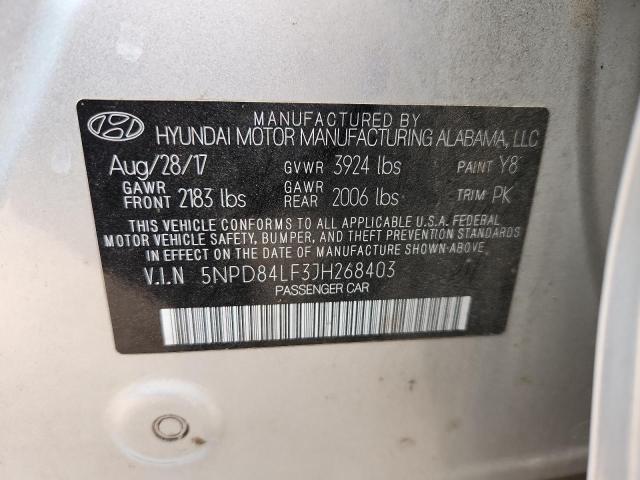 MANUFACTURED BY
HYUNDAI MOTOR MANUFACTURING ALABAMA, LLC
Aug/28/17 GVWR 3924 lbs PAINT Y8
GAWR FRONT 2183 lbs GAWR REAR 2006 lbs TRIM PK
THIS VEHICLE CONFORMS TO ALL APPLICABLE U.S.A. FEDERAL
MOTOR VEHICLE SAFETY, BUMPER, AND THEFT PREVENTION STANDARDS
IN EFFECT ON THE DATE OF MANUFACTURE SHOWN ABOVE.
V.I.N 5NPD84LF3JH268403
PASSENGER CAR